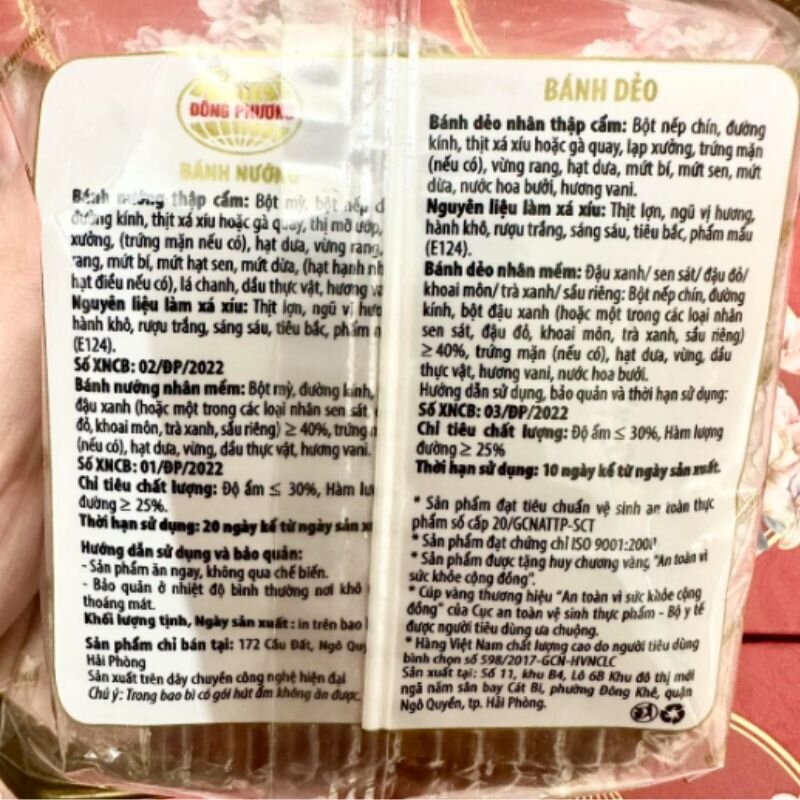 ĐÔNG PHƯƠNG
BÁNH NƯỚNG
Bánh nướng thập cẩm: Bột mỳ, bột nếp
đường kính, thịt xá xíu hoặc gà quay, thị mỡ ướp,
xưởng, (trứng mặn nếu có), hạt dưa, vừng rang,
rang, mứt bí, mứt hạt sen, mứt dừa, (hạt hạnh
hạt điều nếu có), lá chanh, dầu thực vật, hương
Nguyên liệu làm xá xíu: Thịt lợn, ngũ vị
hành khô, rượu trắng, sáng sáu, tiêu bắc, phẩm
(E124).
Số XNCB: 02/ĐP/2022
Bánh nướng nhân mềm: Bột mỳ, đường kính,
đậu xanh (hoặc một trong các loại nhân sen sát
đỏ, khoai môn, trà xanh, sầu riêng) ≥ 40%, trứng
(nếu có), hạt dưa, vừng, dầu thực vật, hương vani.
Số XNCB: 01/ĐP/2022
Chỉ tiêu chất lượng: Độ ẩm ≤ 30%, Hàm
đường ≥ 25%.
Thời hạn sử dụng: 20 ngày kể từ ngày sản
Hướng dẫn sử dụng và bảo quản:
- Sản phẩm ăn ngay, không qua chế biến.
- Bảo quản ở nhiệt độ bình thường nơi khô
thoáng mát.
Khối lượng tịnh, Ngày sản xuất: in trên bao
Sản phẩm chỉ bán tại: 172 Cầu Đất, Ngô
Hải Phòng
Sản xuất trên dây chuyền công nghệ hiện đại
Chú ý: Trong bao bì có gói hút ẩm không ăn được.
BÁNH DẺO
Bánh dẻo nhân thập cẩm: Bột nếp chín, đường
kính, thịt xá xíu hoặc gà quay, lạp xưởng, trứng mặn
(nếu có), vừng rang, hạt dưa, mứt bí, mứt sen, mứt
dừa, nước hoa bưởi, hương vani.
Nguyên liệu làm xá xíu: Thịt lợn, ngũ vị hương,
hành khô, rượu trắng, sáng sáu, tiêu bắc, phẩm mầu
(E124).
Bánh dẻo nhân mềm: Đậu xanh/ sen sát/ đậu đỏ/
khoai môn/ trà xanh/ sầu riêng: Bột nếp chín, đường
kính, bột đậu xanh (hoặc một trong các loại nhân
sen sát, đậu đỏ, khoai môn, trà xanh, sầu riêng)
≥ 40%, trứng mặn (nếu có), hạt dưa, vừng, dầu
thực vật, hương vani, nước hoa bưởi.
Hướng dẫn sử dụng, bảo quản và thời hạn sử dụng:
Số XNCB: 03/ĐP/2022
Chỉ tiêu chất lượng: Độ ẩm ≤ 30%, Hàm lượng
đường ≥ 25%
Thời hạn sử dụng: 10 ngày kể từ ngày sản xuất.
* Sản phẩm đạt tiêu chuẩn vệ sinh an toàn thực
phẩm số cấp 20/GCNATTP-SCT
* Sản phẩm đạt chứng chỉ ISO 9001:2008
* Sản phẩm được tặng huy chương vàng "An toàn vì
sức khỏe cộng đồng".
* Cúp vàng thương hiệu "An toàn vì sức khỏe cộng
đồng" của Cục an toàn vệ sinh thực phẩm - Bộ y tế
được người tiêu dùng ưa chuộng.
* Hàng Việt Nam chất lượng cao do người tiêu dùng
bình chọn số 598/2017-GCN-HVNCLC
Sản xuất tại: Số 11, khu B4, Lô 6B Khu đô thị mới
ngã năm sân bay Cát Bi, phường Đông Khê, quận
Ngô Quyền, tp. Hải Phòng.